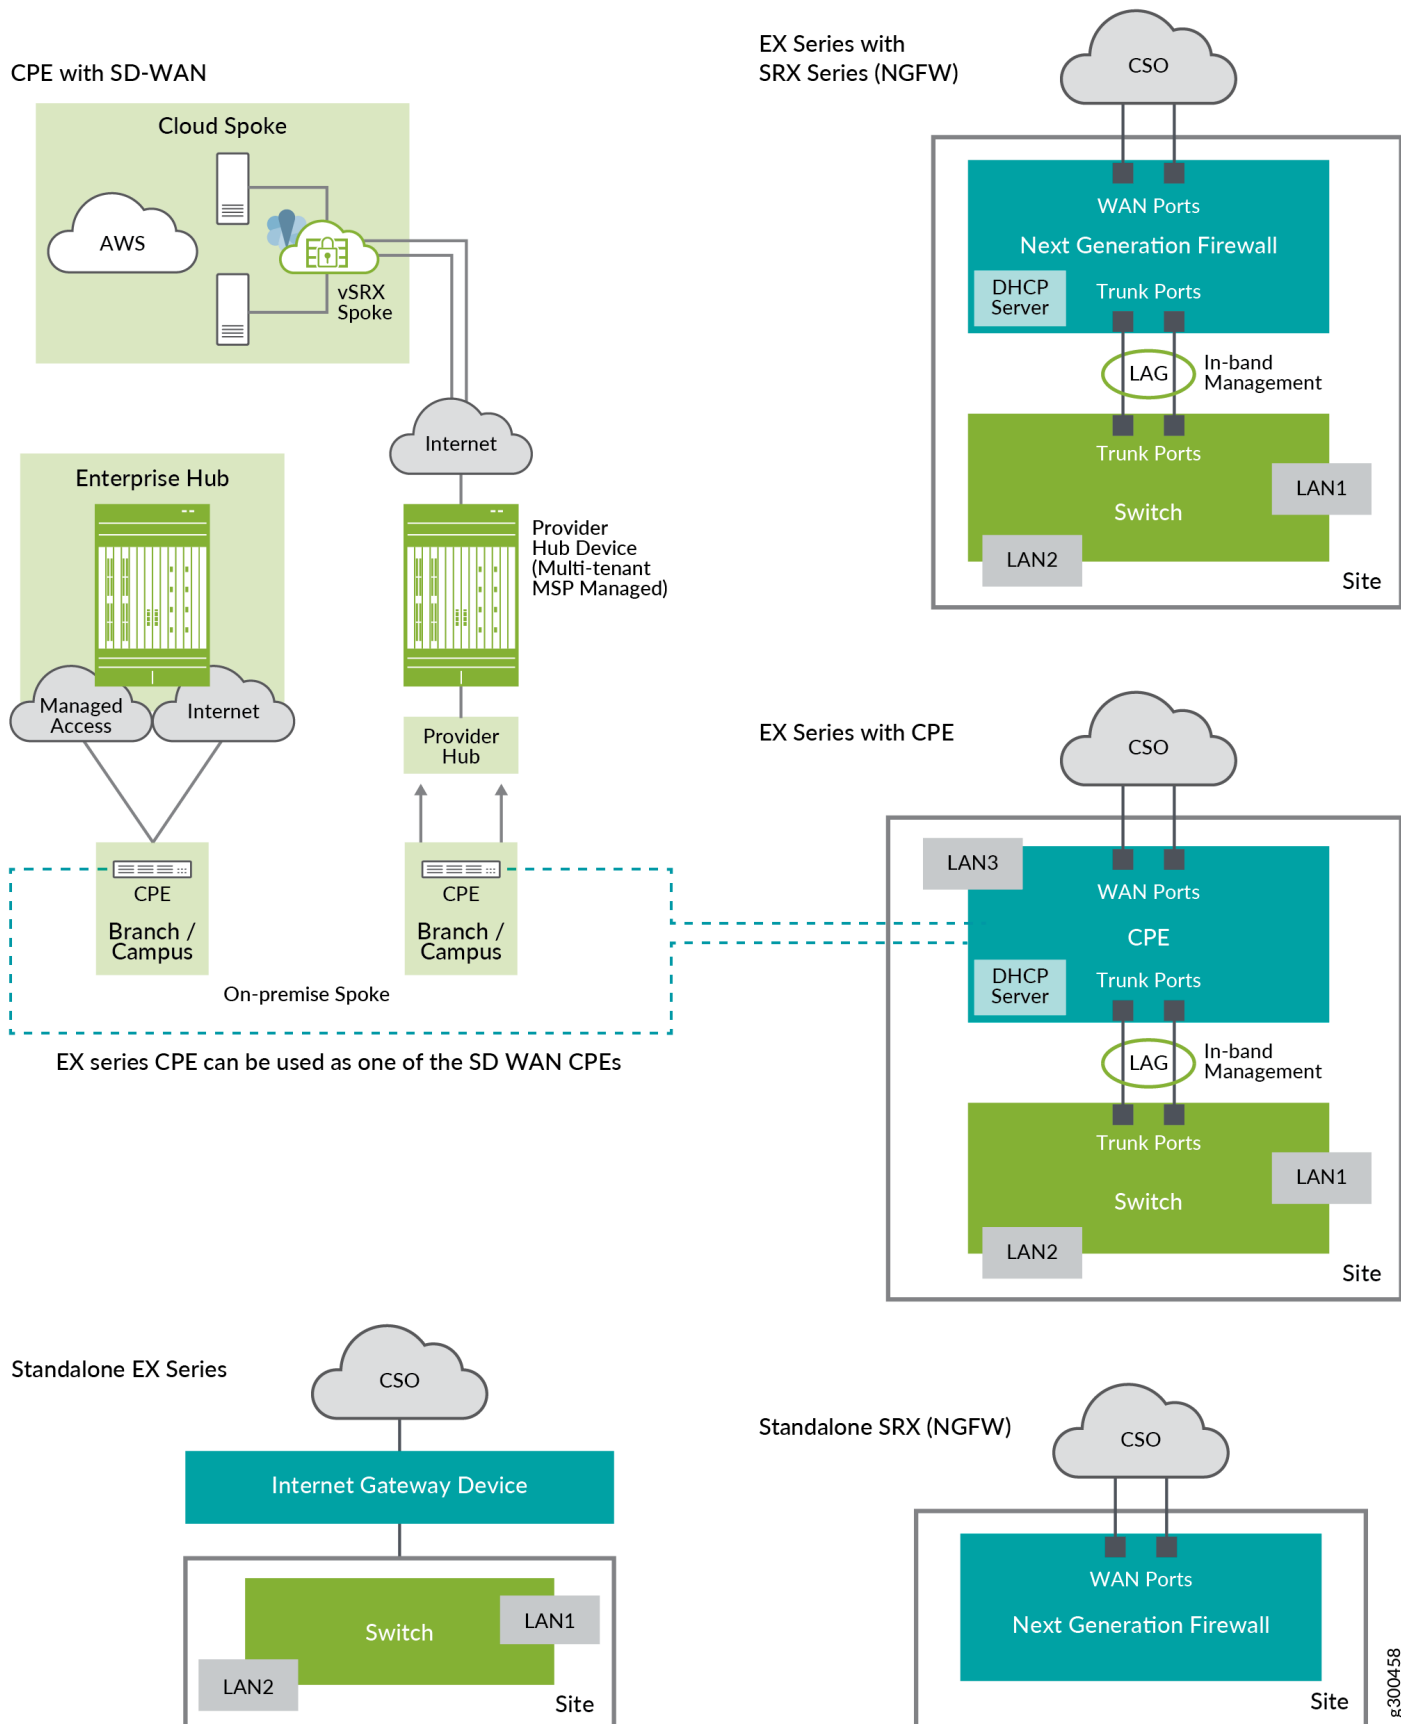 CPE with SD-WAN
Cloud Spoke
AWS
vSRX
Spoke
Internet
Enterprise Hub
Managed
Access
Internet
Provider
Hub Device
(Multi-tenant
MSP Managed)
Provider
Hub
CPE
Branch /
Campus
CPE
Branch /
Campus
On-premise Spoke
EX series CPE can be used as one of the SD WAN CPEs
EX Series with
SRX Series (NGFW)
CSO
WAN Ports
Next Generation Firewall
DHCP
Server
Trunk Ports
LAG
In-band
Management
Trunk Ports
LAN1
Switch
LAN2
Site
EX Series with CPE
CSO
LAN3
WAN Ports
CPE
DHCP
Server
Trunk Ports
LAG
In-band
Management
Trunk Ports
LAN1
Switch
LAN2
Site
Standalone EX Series
CSO
Internet Gateway Device
LAN1
Switch
LAN2
Site
Standalone SRX (NGFW)
CSO
WAN Ports
Next Generation Firewall
Site
g300458